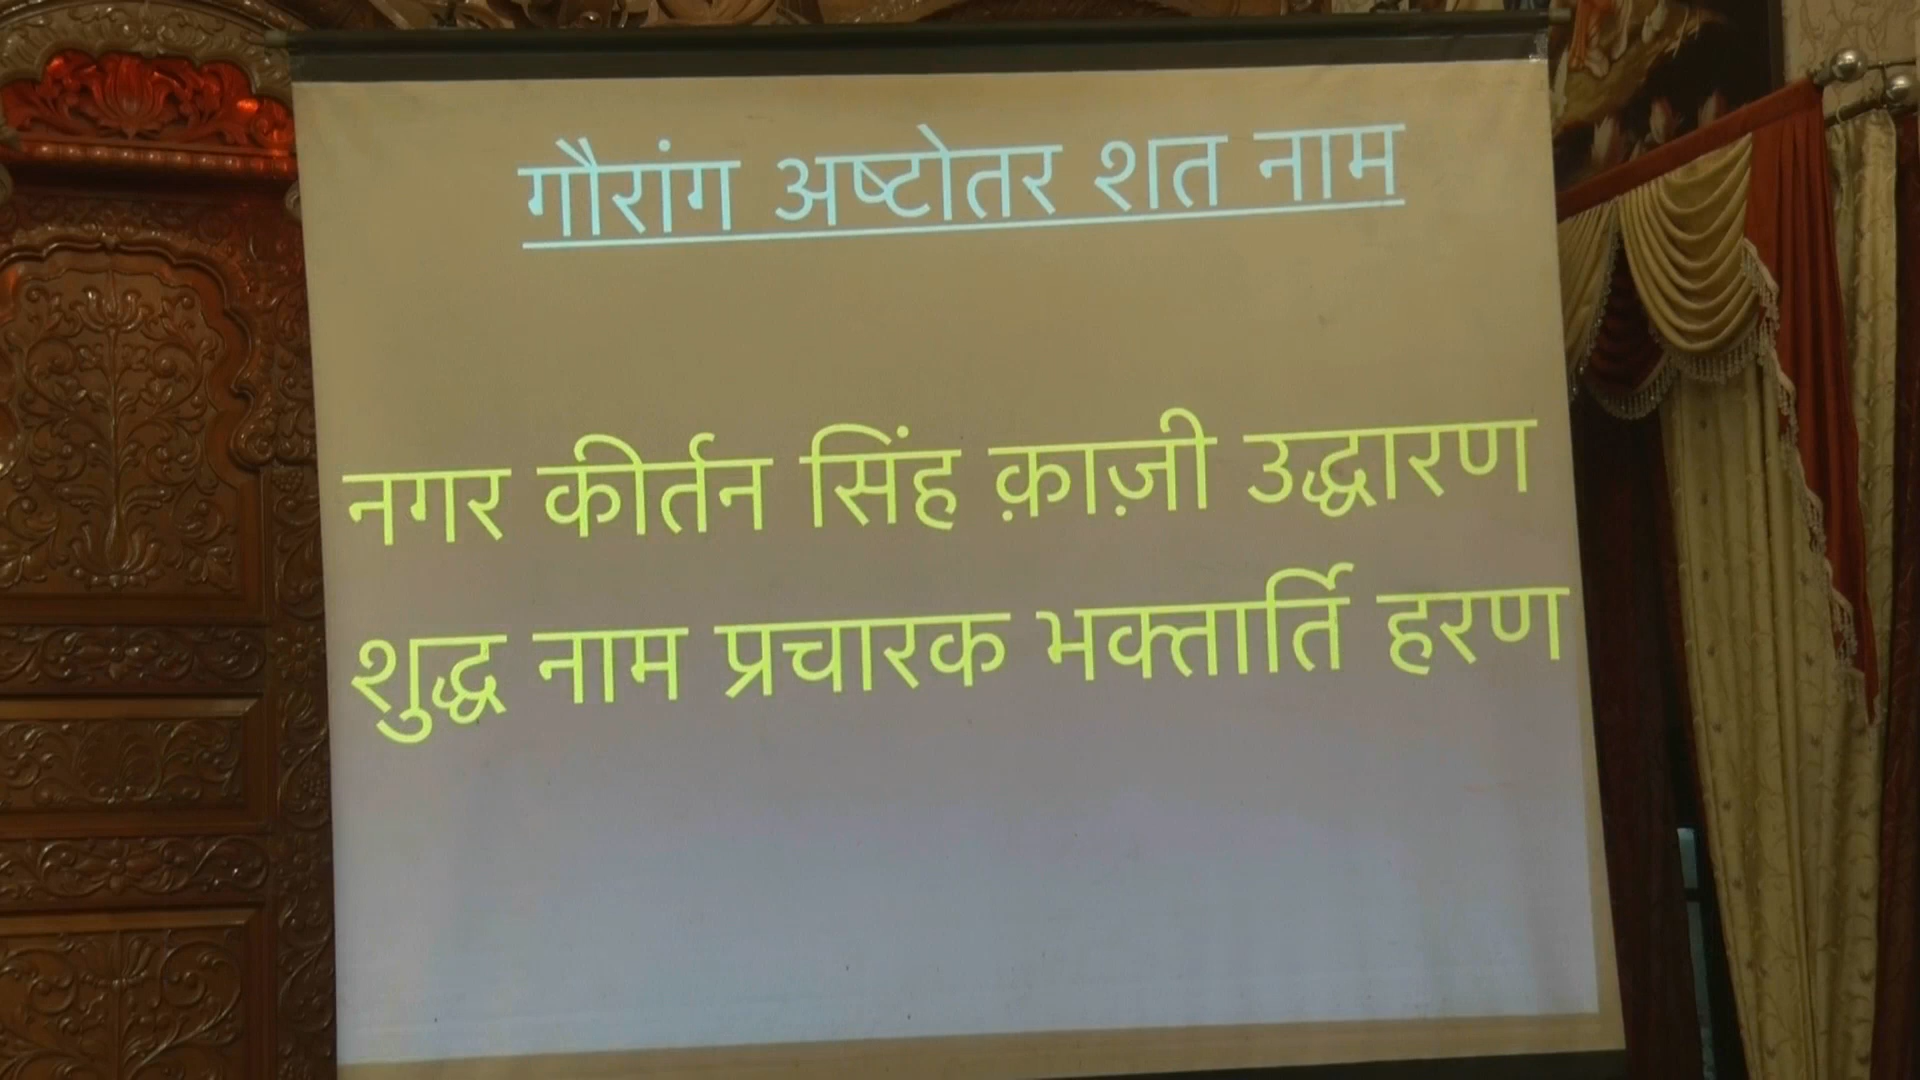 गौरांग अष्टोतर शत नाम
नगर कीर्तन सिंह क़ाज़ी उद्धारण
शुद्ध नाम प्रचारक भक्तार्ति हरण